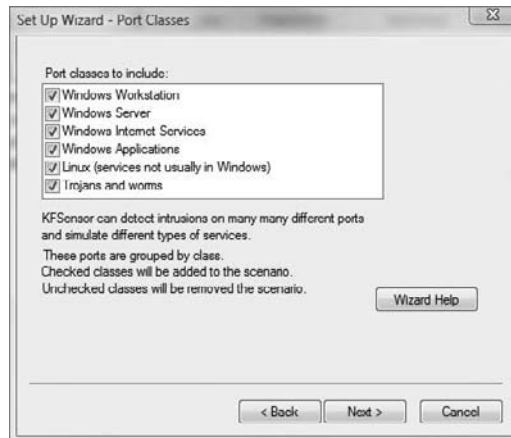 Set Up Wizard - Port Classes
Port classes to include:
Windows Workstation
Windows Server
Windows Internet Services
Windows Applications
Linux (services not usually in Windows)
Trojans and worms
KFSensor can detect intrusions on many many different ports
and simulate different types of services.
These ports are grouped by class.
Checked classes will be added to the scenario.
Unchecked classes will be removed the scenario.
Wizard Help
< Back
Next >
Cancel